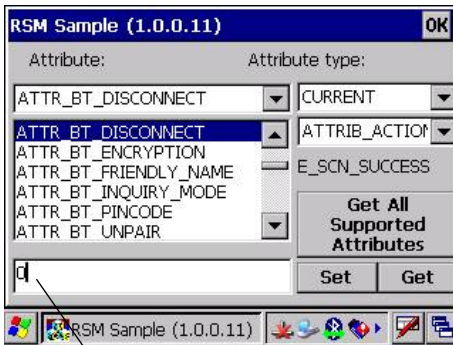 RSM Sample (1.0.0.11) OK
Attribute: Attribute type:
ATTR_BT_DISCONNECT CURRENT
ATTR_BT_DISCONNECT
ATTR_BT_ENCRYPTION
ATTR_BT_FRIENDLY_NAME
ATTR_BT_INQUIRY_MODE
ATTR_BT_PINCODE
ATTR_BT_UNPAIR
ATTRIB_ACTION
E_SCN_SUCCESS
Get All
Supported
Attributes
0
Set Get
RSM Sample (1.0.0.11)